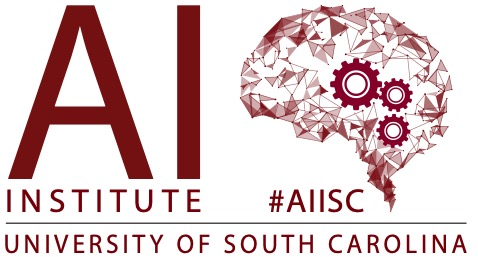 AI
INSTITUTE #AIISC
UNIVERSITY OF SOUTH CAROLINA